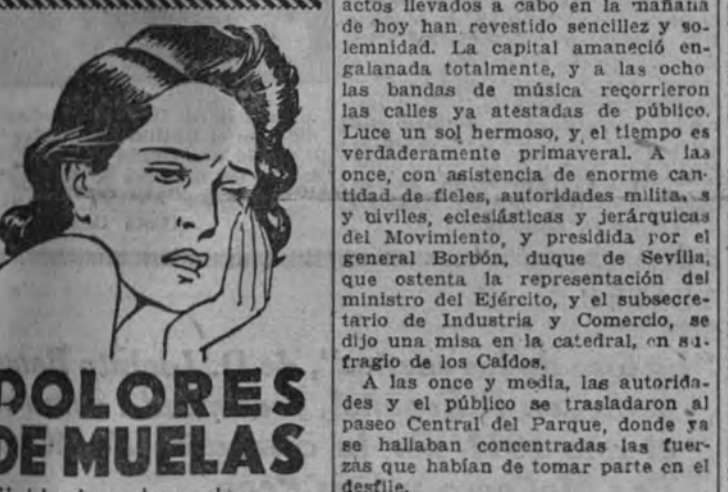 DOLORES
DE MUELAS
actos llevados a cabo en la mañana
de hoy han revestido sencillez y so-
lemnidad. La capital amaneció en-
galanada totalmente, y a las ocho
las bandas de música recorrieron
las calles ya atestadas de público.
Luce un sol hermoso, y el tiempo es
verdaderamente primaveral. A las
once, con asistencia de enorme can-
tidad de fieles, autoridades
y civiles, eclesiásticas y jerárquicas
del Movimiento, y presidida por el
general Borbón, duque de Sevilla,
que ostenta la representación del
ministro del Ejército, y el subsecre-
tario de Industria y Comercio, se
dijo una misa en la catedral, en su-
fragio de los Caídos.
A las once y media, las autorida-
des y el público se trasladaron al
paseo Central del Parque, donde ya
se hallaban concentradas las fuer-
zas que habían de tomar parte en el
desfile.